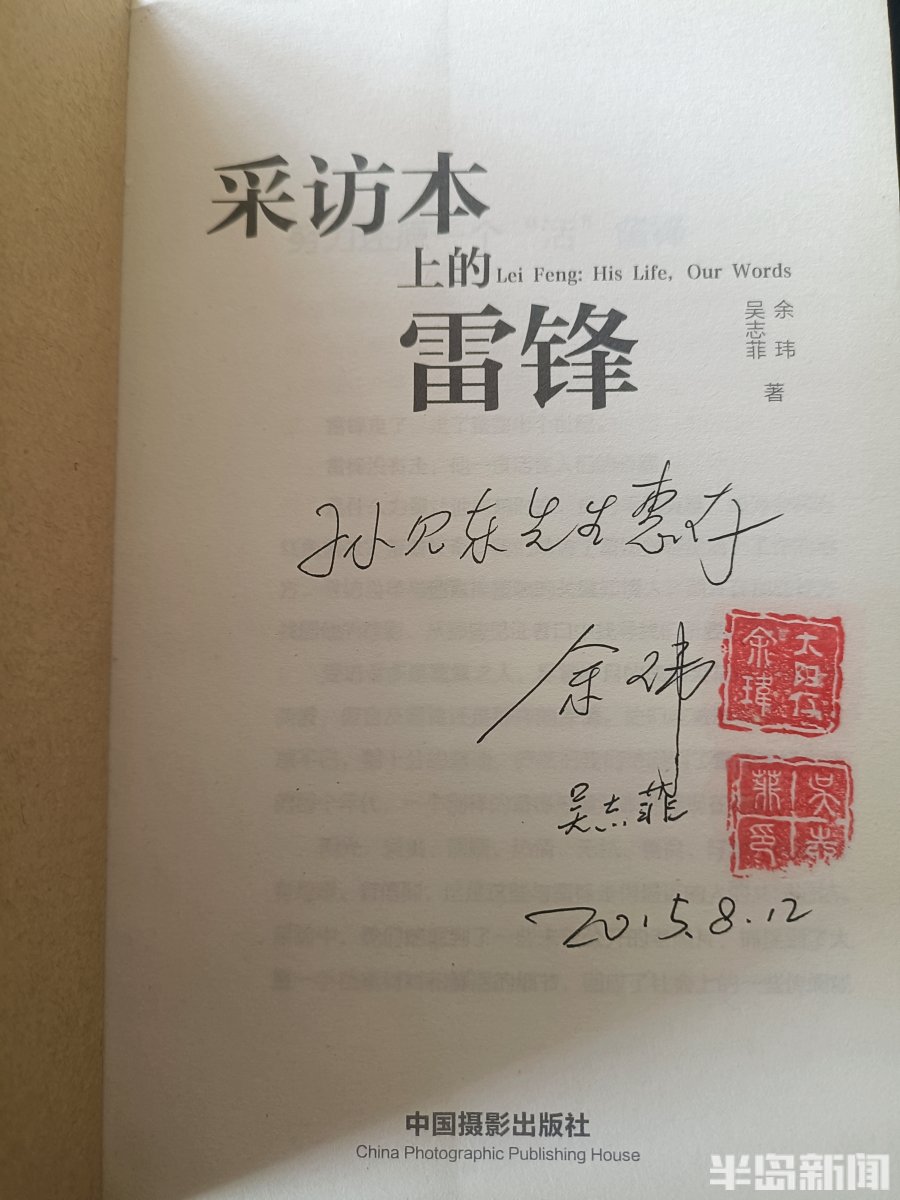 采访本
上的 Lei Feng: His Life, Our Words
雷锋
余玮
吴志菲
著
孙见东先生惠存
余玮
吴志菲
2015.8.12
中国摄影出版社
China Photographic Publishing House
半岛新闻